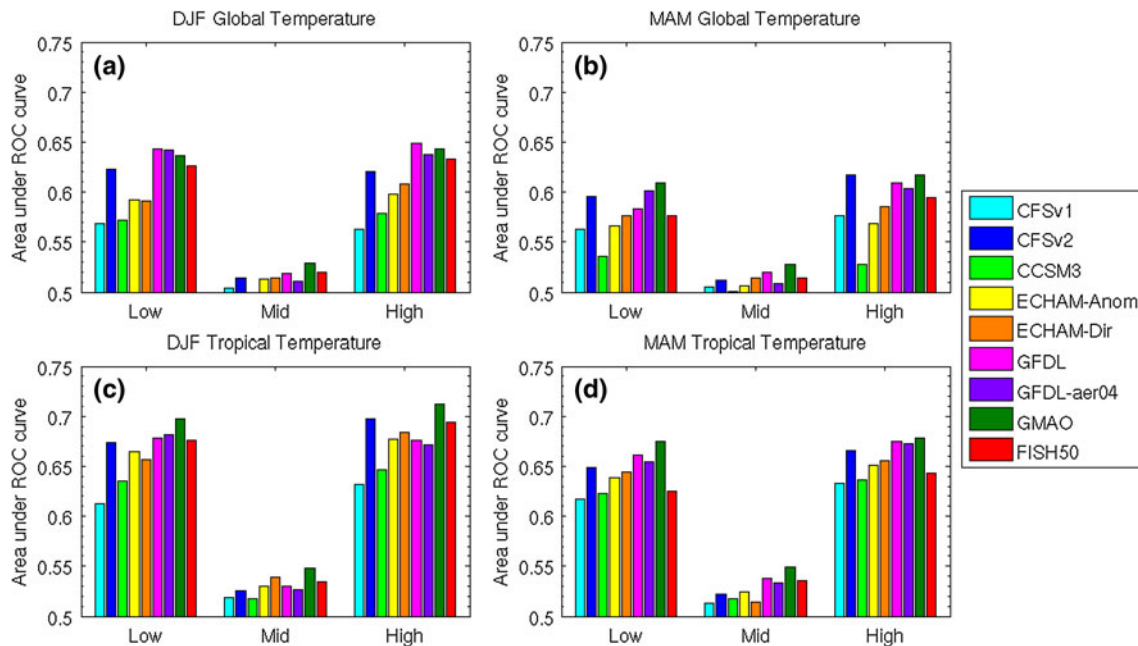 DJF Global Temperature
(a)
Area under ROC curve
0.75
0.7
0.65
0.6
0.55
0.5
Low Mid High
MAM Global Temperature
(b)
Area under ROC curve
0.75
0.7
0.65
0.6
0.55
0.5
Low Mid High
DJF Tropical Temperature
(c)
Area under ROC curve
0.75
0.7
0.65
0.6
0.55
0.5
Low Mid High
MAM Tropical Temperature
(d)
Area under ROC curve
0.75
0.7
0.65
0.6
0.55
0.5
Low Mid High
CFSv1
CFSv2
CCSM3
ECHAM-Anom
ECHAM-Dir
GFDL
GFDL-aer04
GMAO
FISH50